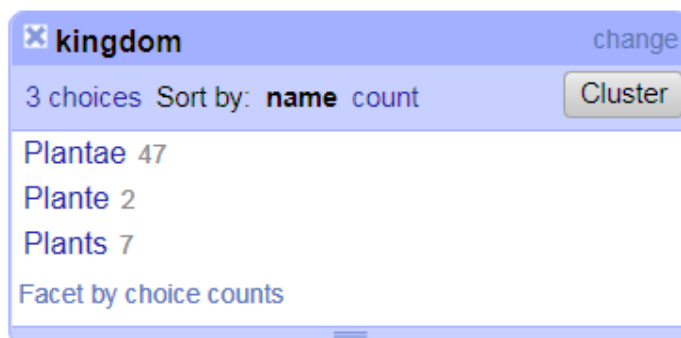 kingdom change
3 choices Sort by: name count Cluster
Plantae 47
Plante 2
Plants 7
Facet by choice counts